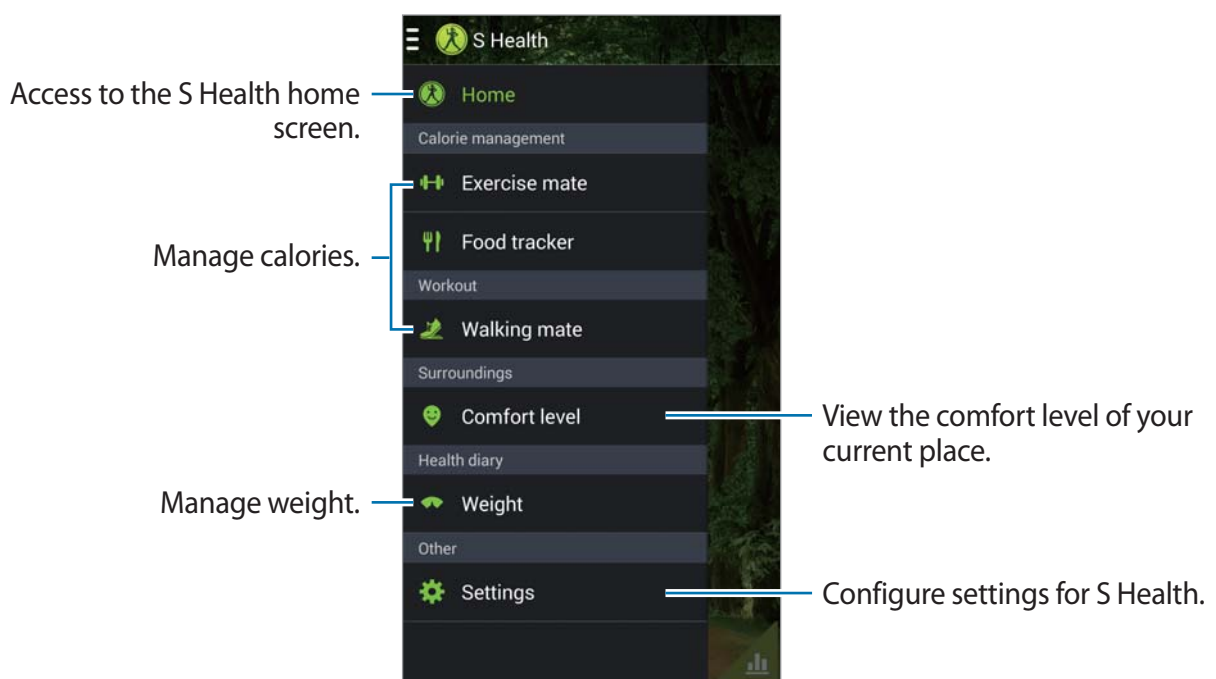 S Health
Access to the S Health home
screen.
Home
Calorie management
Exercise mate
Manage calories.
Food tracker
Workout
Walking mate
Surroundings
Comfort level
View the comfort level of your
current place.
Health diary
Manage weight.
Weight
Other
Settings
Configure settings for S Health.